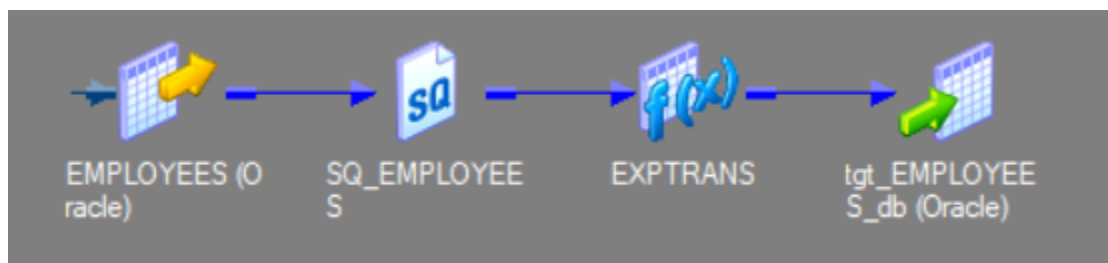 SQ
f(x)
EMPLOYEES (O
racle)
SQ_EMPLOYEE
S
EXPTRANS
tgt_EMPLOYEE
S_db (Oracle)